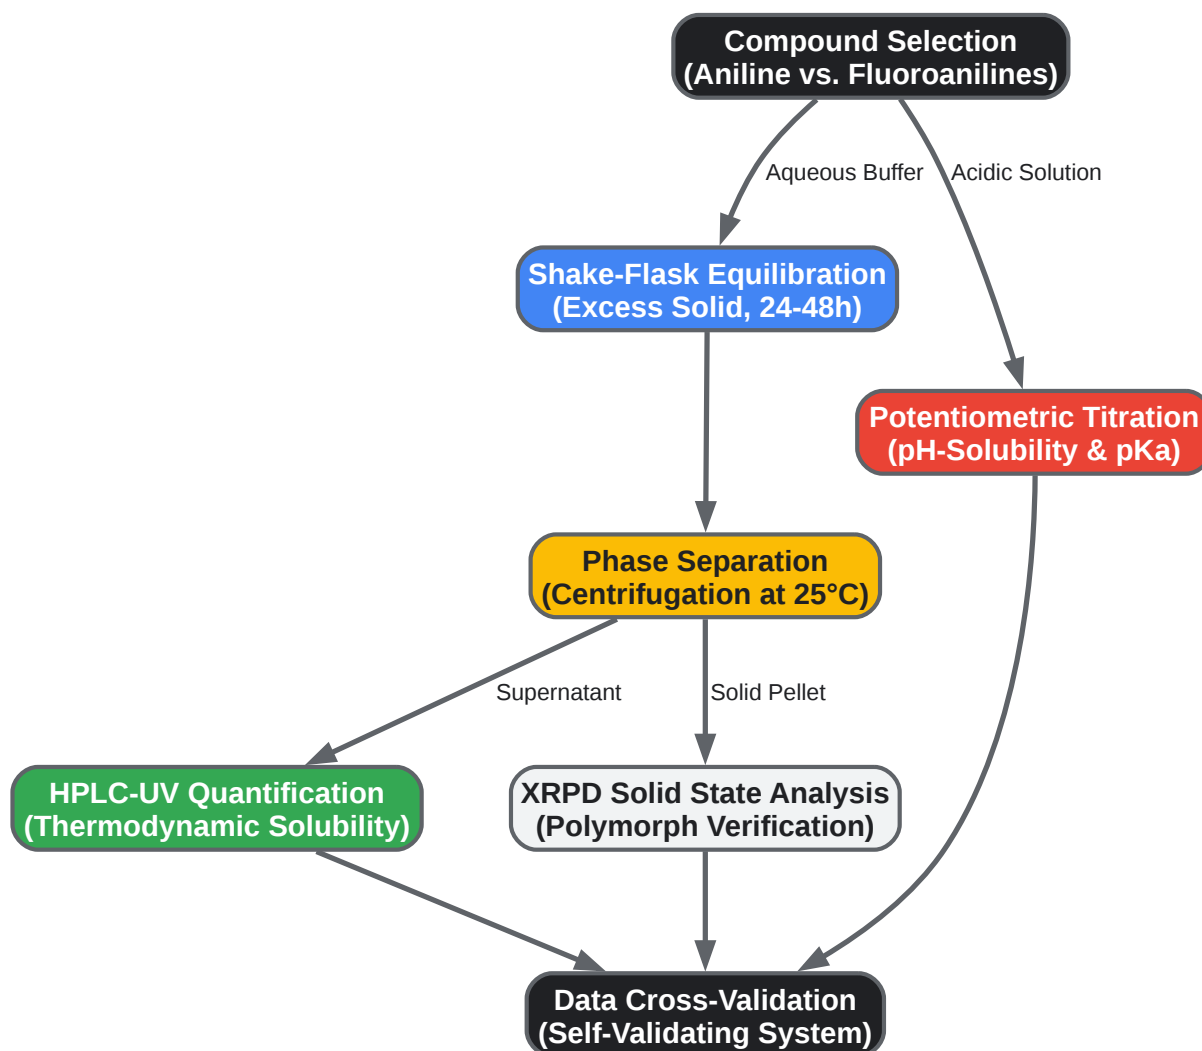 Compound Selection
(Aniline vs. Fluoroanilines)
Aqueous Buffer
Acidic Solution
Shake-Flask Equilibration
(Excess Solid, 24-48h)
Potentiometric Titration
(pH-Solubility & pKa)
Phase Separation
(Centrifugation at 25°C)
Supernatant
Solid Pellet
HPLC-UV Quantification
(Thermodynamic Solubility)
XRPD Solid State Analysis
(Polymorph Verification)
Data Cross-Validation
(Self-Validating System)